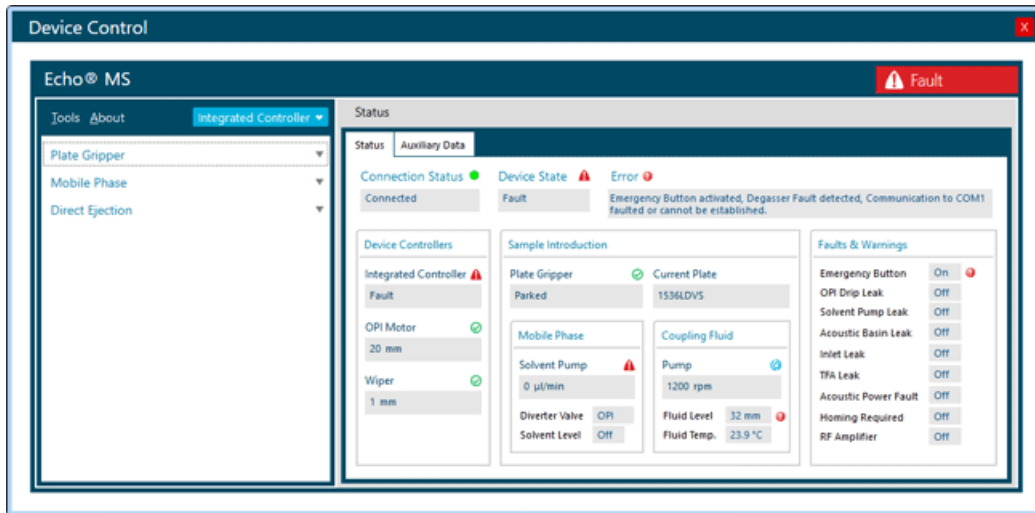 Device Control
X
Echo® MS
Fault
Tools About
Integrated Controller
Plate Gripper
Mobile Phase
Direct Ejection
Status
Status
Auxiliary Data
Connection Status
Connected
Device State
Fault
Error
Emergency Button activated, Degasser Fault detected, Communication to COM1
faulted or cannot be established.
Device Controllers
Integrated Controller
Fault
OPI Motor
20 mm
Wiper
1 mm
Sample Introduction
Plate Gripper
Parked
Current Plate
1536LDVS
Mobile Phase
Solvent Pump
0 µl/min
Diverter Valve OPI
Solvent Level Off
Coupling Fluid
Pump
1200 rpm
Fluid Level 32 mm
Fluid Temp. 23.9 °C
Faults & Warnings
Emergency Button On
OPI Drip Leak Off
Solvent Pump Leak Off
Acoustic Basin Leak Off
Inlet Leak Off
TFA Leak Off
Acoustic Power Fault Off
Homing Required Off
RF Amplifier Off